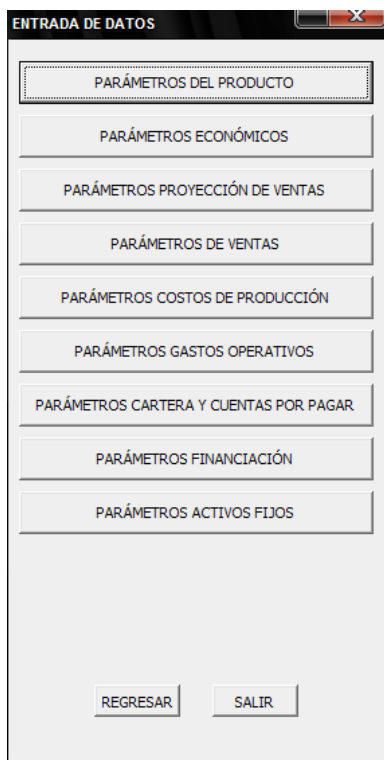 ENTRADA DE DATOS
PARÁMETROS DEL PRODUCTO
PARÁMETROS ECONÓMICOS
PARÁMETROS PROYECCIÓN DE VENTAS
PARÁMETROS DE VENTAS
PARÁMETROS COSTOS DE PRODUCCIÓN
PARÁMETROS GASTOS OPERATIVOS
PARÁMETROS CARTERA Y CUENTAS POR PAGAR
PARÁMETROS FINANCIACIÓN
PARÁMETROS ACTIVOS FIJOS
REGRESAR SALIR